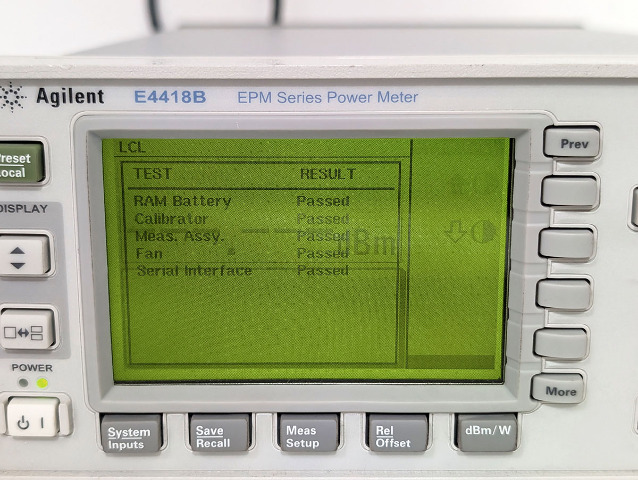 Agilent E4418B EPM Series Power Meter
Preset
Local
LCL
Prev
TEST RESULT
RAM Battery Passed
Calibrator Passed
Meas. Assy. Passed
Fan Passed
Serial Interface Passed
dBm
DISPLAY
POWER
More
System
Inputs
Save
Recall
Meas
Setup
Rel
Offset
dBm/W